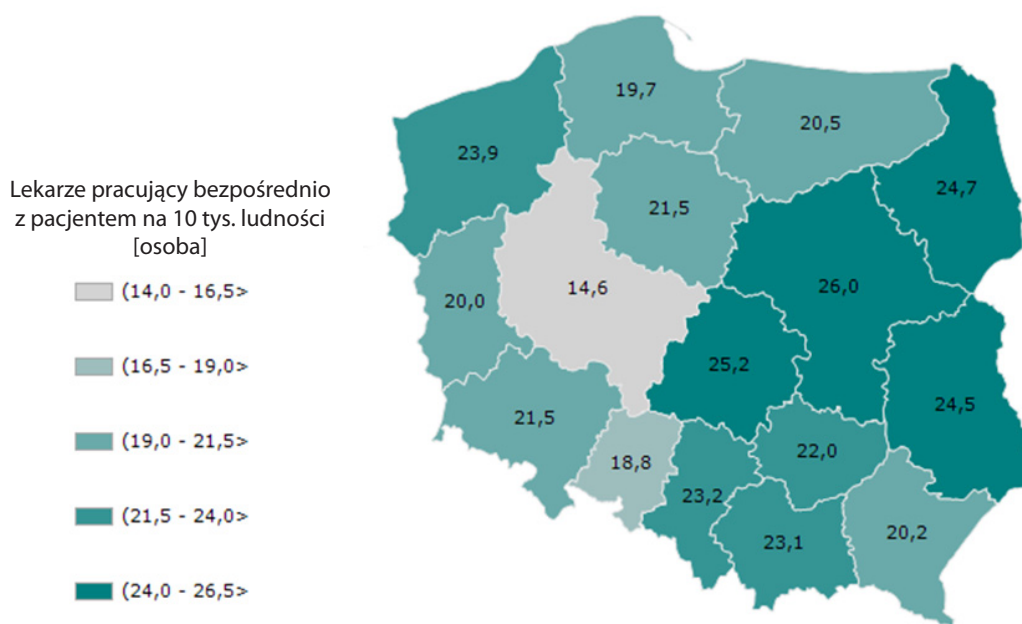 Lekarze pracujący bezpośrednio
z pacjentem na 10 tys. ludności
[osoba]
(14,0 - 16,5>
(16,5 - 19,0>
(19,0 - 21,5>
(21,5 - 24,0>
(24,0 - 26,5>
19,7
20,5
23,9
24,7
21,5
14,6
26,0
20,0
25,2
24,5
21,5
22,0
18,8
23,2
20,2
23,1